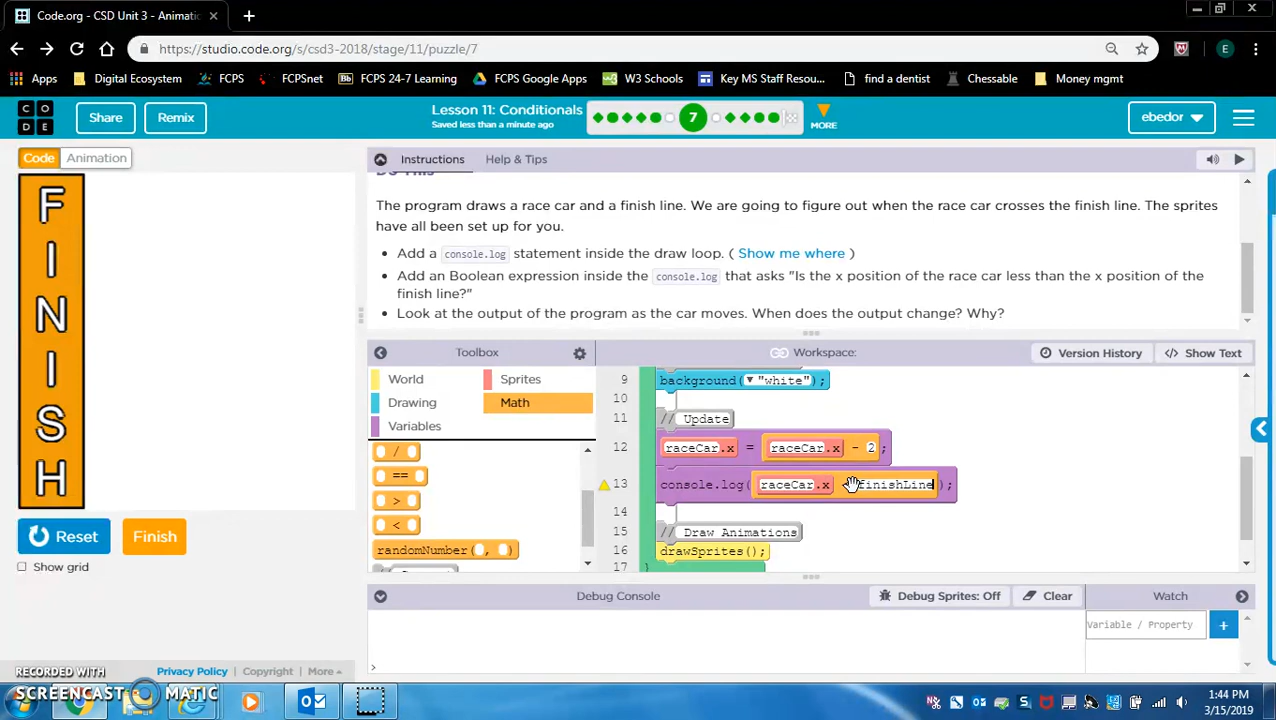 Code.org - CSD Unit 3 - Animatio
https://studio.code.org/s/csd3-2018/stage/11/puzzle/7
E
Apps Digital Ecosystem FCPS FCPSnet Bb FCPS 24-7 Learning FCPS Google Apps W3 Schools Key MS Staff Resou... find a dentist Chessable Money mgmt
C O D E
Share Remix
Lesson 11: Conditionals
Saved less than a minute ago
7
MORE
ebedor
Code Animation
Instructions Help & Tips
Do This
The program draws a race car and a finish line. We are going to figure out when the race car crosses the finish line. The sprites
have all been set up for you.
Add a console.log statement inside the draw loop. ( Show me where )
Add an Boolean expression inside the console.log that asks "Is the x position of the race car less than the x position of the
finish line?"
Look at the output of the program as the car moves. When does the output change? Why?
FINISH
Toolbox
Workspace:
Version History
</> Show Text
World Sprites
Drawing Math
Variables
/
==
>
<
randomNumber( , )
9 background( "white");
10
11 // Update
12 raceCar.x = raceCar.x - 2;
13 console.log( raceCar.x finishLine);
14
15 // Draw Animations
16 drawSprites();
17 }
Reset Finish
Show grid
Debug Console
Debug Sprites: Off
Clear
Watch
Variable / Property
+
>
Privacy Policy | Copyright | More
RECORDED WITH
SCREENCAST MATIC
1:44 PM
3/15/2019